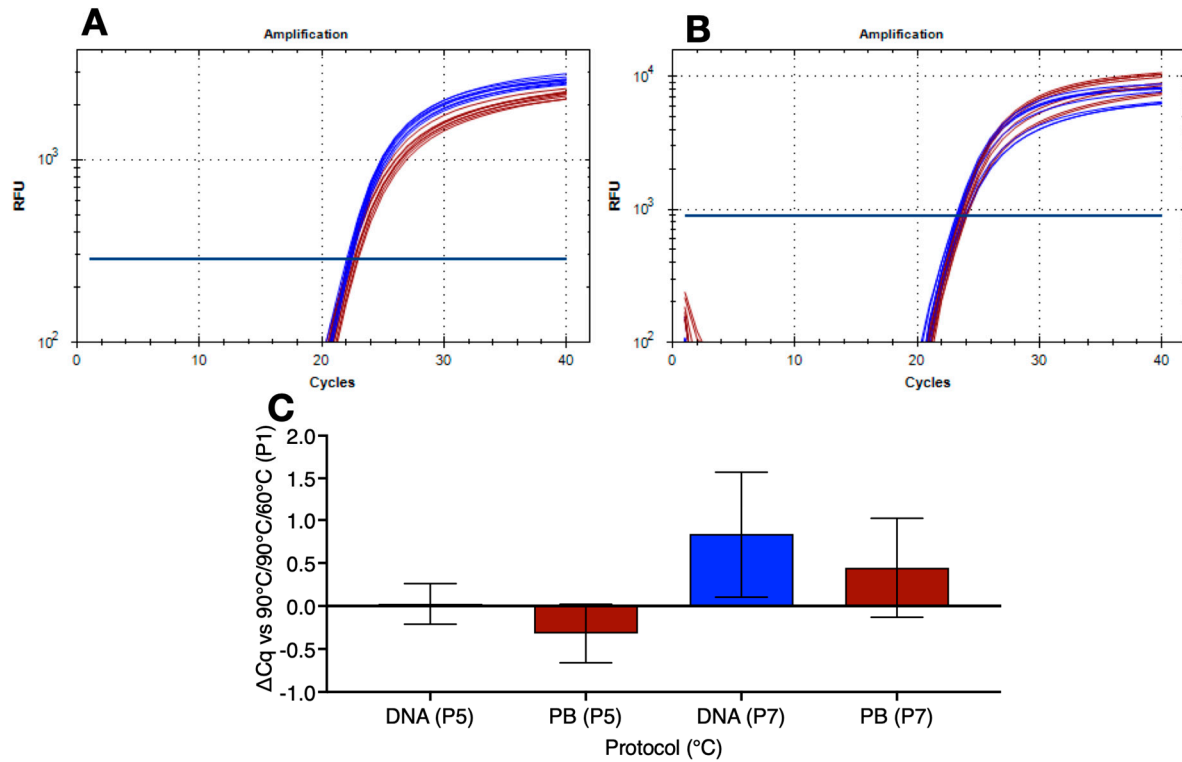 A
Amplification
10³
10²
RFU
0
10
20
30
40
Cycles
B
Amplification
10⁴
10³
10²
RFU
0
10
20
30
40
Cycles
C
ΔCq vs 90°C/90°C/60°C (P1)
2.0
1.5
1.0
0.5
0.0
-0.5
-1.0
DNA (P5)
PB (P5)
DNA (P7)
PB (P7)
Protocol (°C)